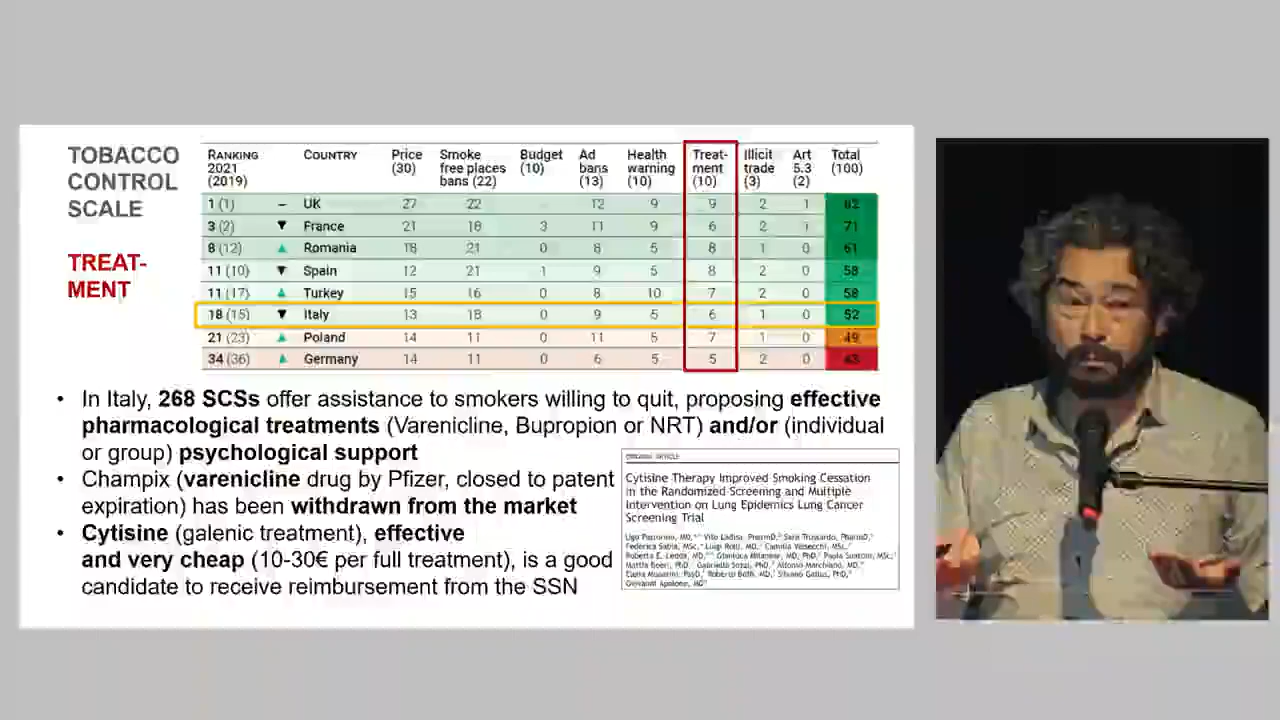 TOBACCO
CONTROL
SCALE
TREAT-
MENT
RANKING 2021 (2019) COUNTRY Price (30) Smoke free places bans (22) Budget (10) Ad bans (13) Health warning (10) Treat-ment (10) Illicit trade (3) Art 5.3 (2) Total (100)
1 (1) – UK 27 22 - 12 9 9 2 1 82
3 (2) ▼ France 21 18 3 11 9 6 2 1 71
8 (12) ▲ Romania 18 21 0 8 5 8 1 0 61
11 (10) ▼ Spain 12 21 1 9 5 8 2 0 58
11 (17) ▲ Turkey 15 16 0 8 10 7 2 0 58
18 (15) ▼ Italy 13 18 0 9 5 6 1 0 52
21 (23) ▲ Poland 14 11 0 11 5 7 1 0 49
34 (36) ▲ Germany 14 11 0 6 5 5 2 0 43
• In Italy, 268 SCSs offer assistance to smokers willing to quit, proposing effective
pharmacological treatments (Varenicline, Bupropion or NRT) and/or (individual
or group) psychological support
• Champix (varenicline drug by Pfizer, closed to patent
expiration) has been withdrawn from the market
• Cytisine (galenic treatment), effective
and very cheap (10-30€ per full treatment), is a good
candidate to receive reimbursement from the SSN
ORIGINAL ARTICLE
Cytisine Therapy Improved Smoking Cessation
in the Randomized Screening and Multiple
Intervention on Lung Epidemics Lung Cancer
Screening Trial